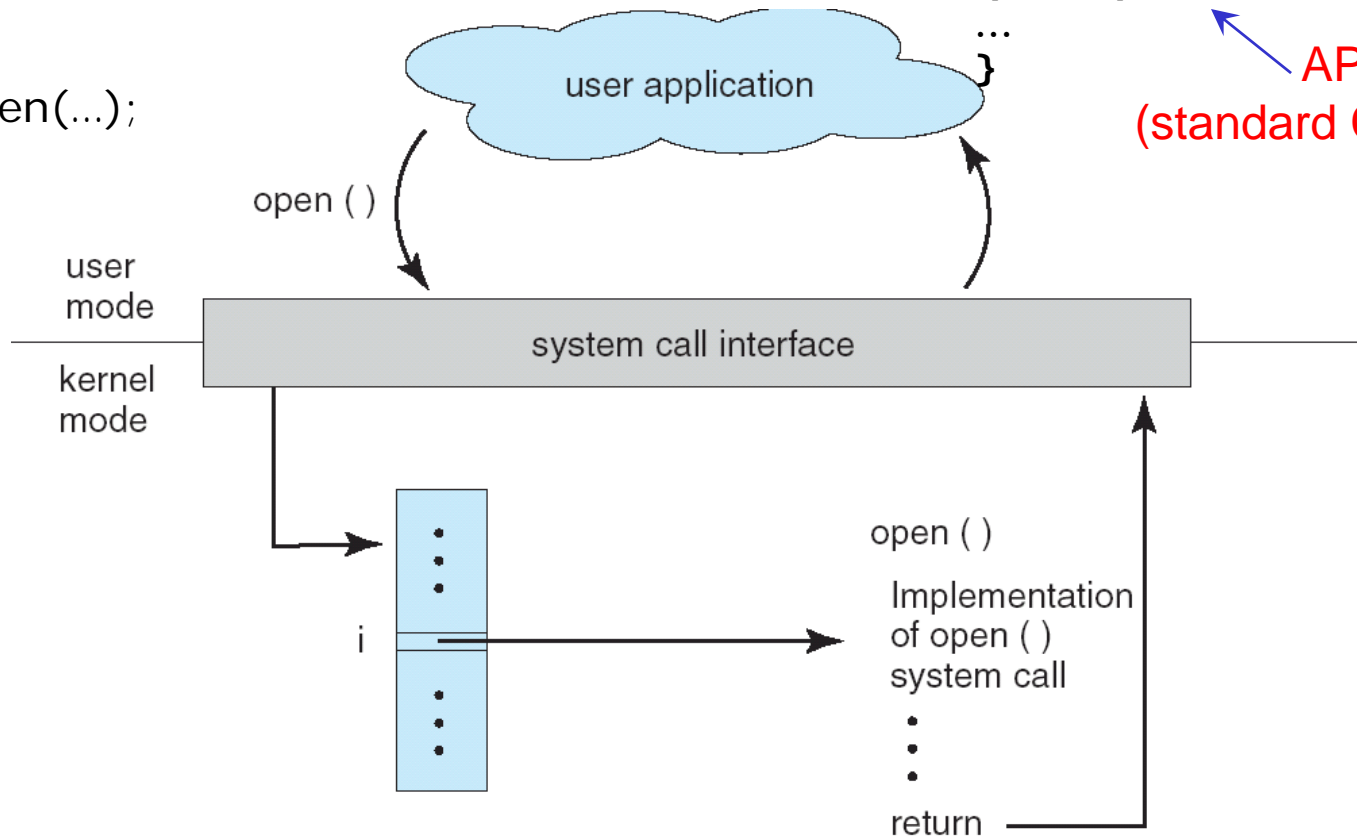 ...
}
user application
(standard
en(...);
open ( )
user
mode
system call interface
kernel
mode
open ( )
Implementation
of open ( )
system call
i
return